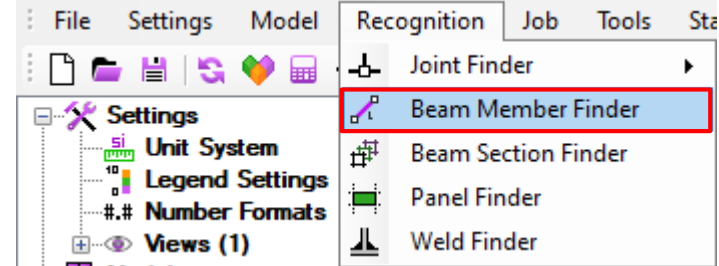 File Settings Model Recognition Job Tools
Joint Finder
Settings Beam Member Finder
Unit System Beam Section Finder
Legend Settings Panel Finder
#.# Number Formats
Views (1) Weld Finder